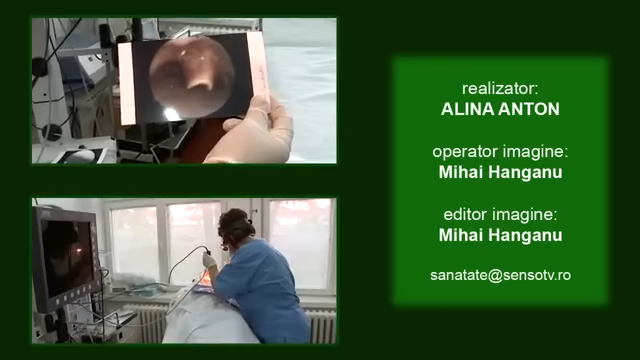 realizator:
ALINA ANTON
operator imagine:
Mihai Hanganu
editor imagine:
Mihai Hanganu
sanatate@sensotv.ro